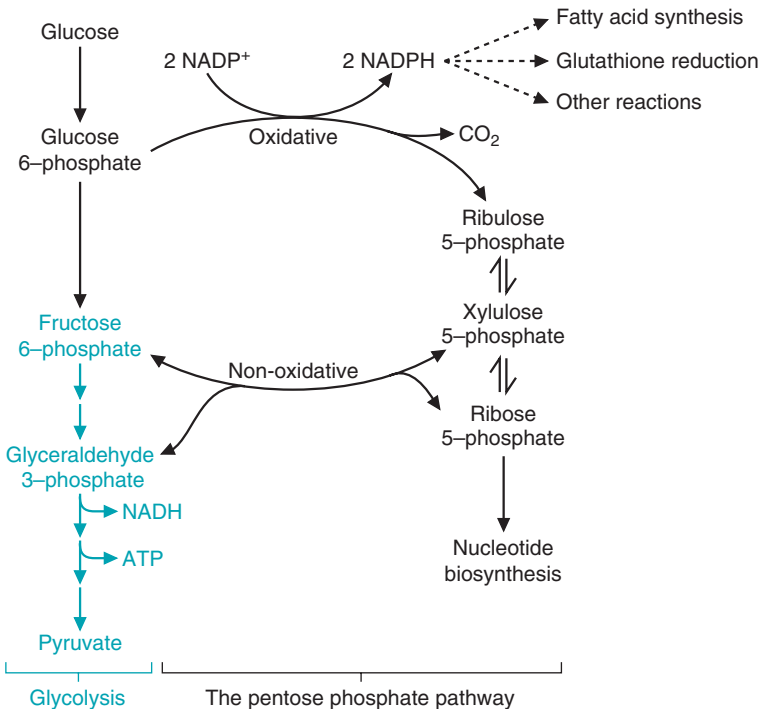 Glucose
2 NADP+
2 NADPH
Fatty acid synthesis
Glutathione reduction
Other reactions
Glucose
6–phosphate
Oxidative
CO2
Ribulose
5–phosphate
Xylulose
5–phosphate
Fructose
6–phosphate
Non-oxidative
Ribose
5–phosphate
Glyceraldehyde
3–phosphate
NADH
ATP
Nucleotide
biosynthesis
Pyruvate
Glycolysis
The pentose phosphate pathway